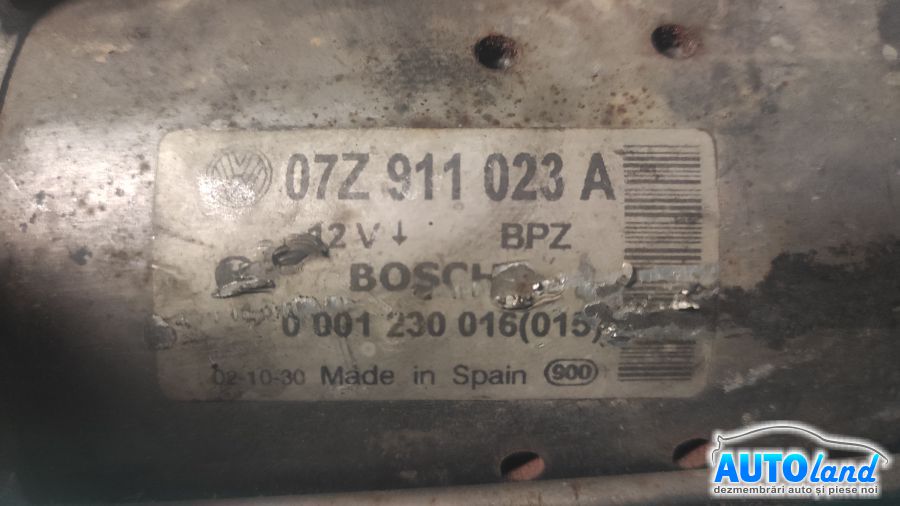 07Z 911 023 A
12V↓ BPZ
BOSCH
0 001 230 016(015)
02-10-30 Made in Spain 900
AUTOland
dezmembrări auto și piese noi